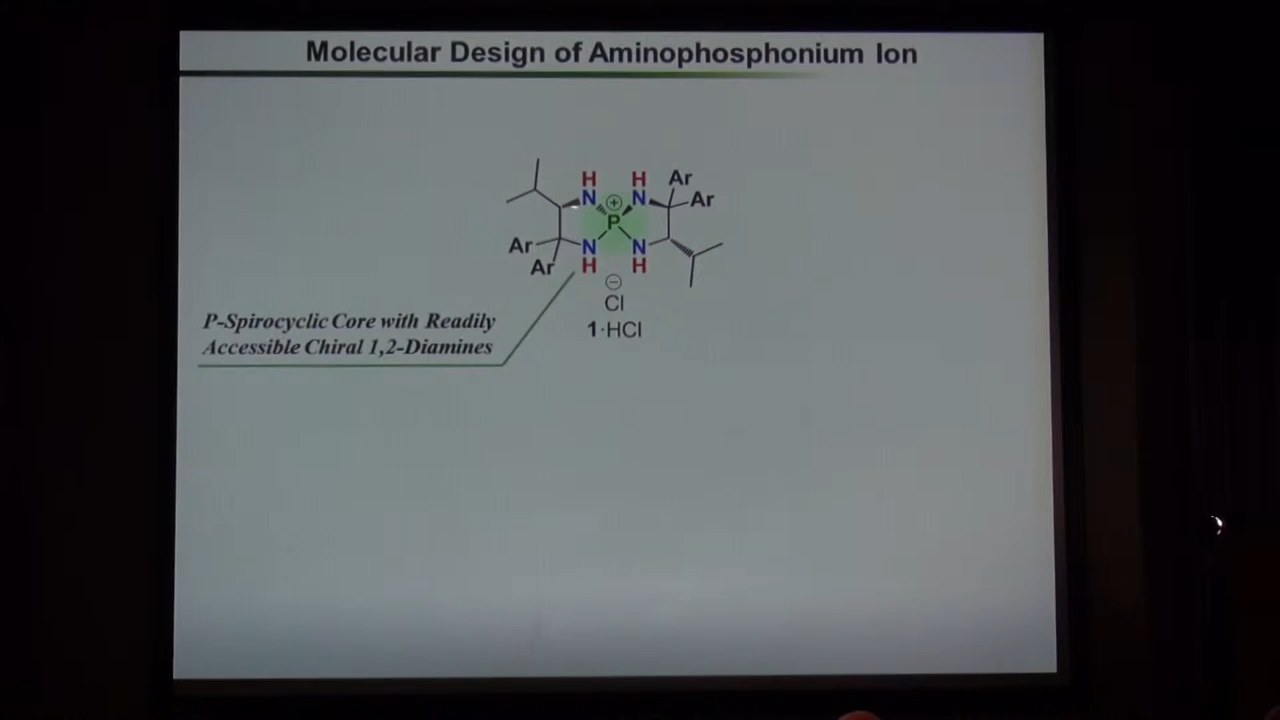 Molecular Design of Aminophosphonium Ion
H H Ar
N ⊕ N Ar
P
Ar N N
Ar H H
⊖
Cl
1·HCl
P-Spirocyclic Core with Readily
Accessible Chiral 1,2-Diamines